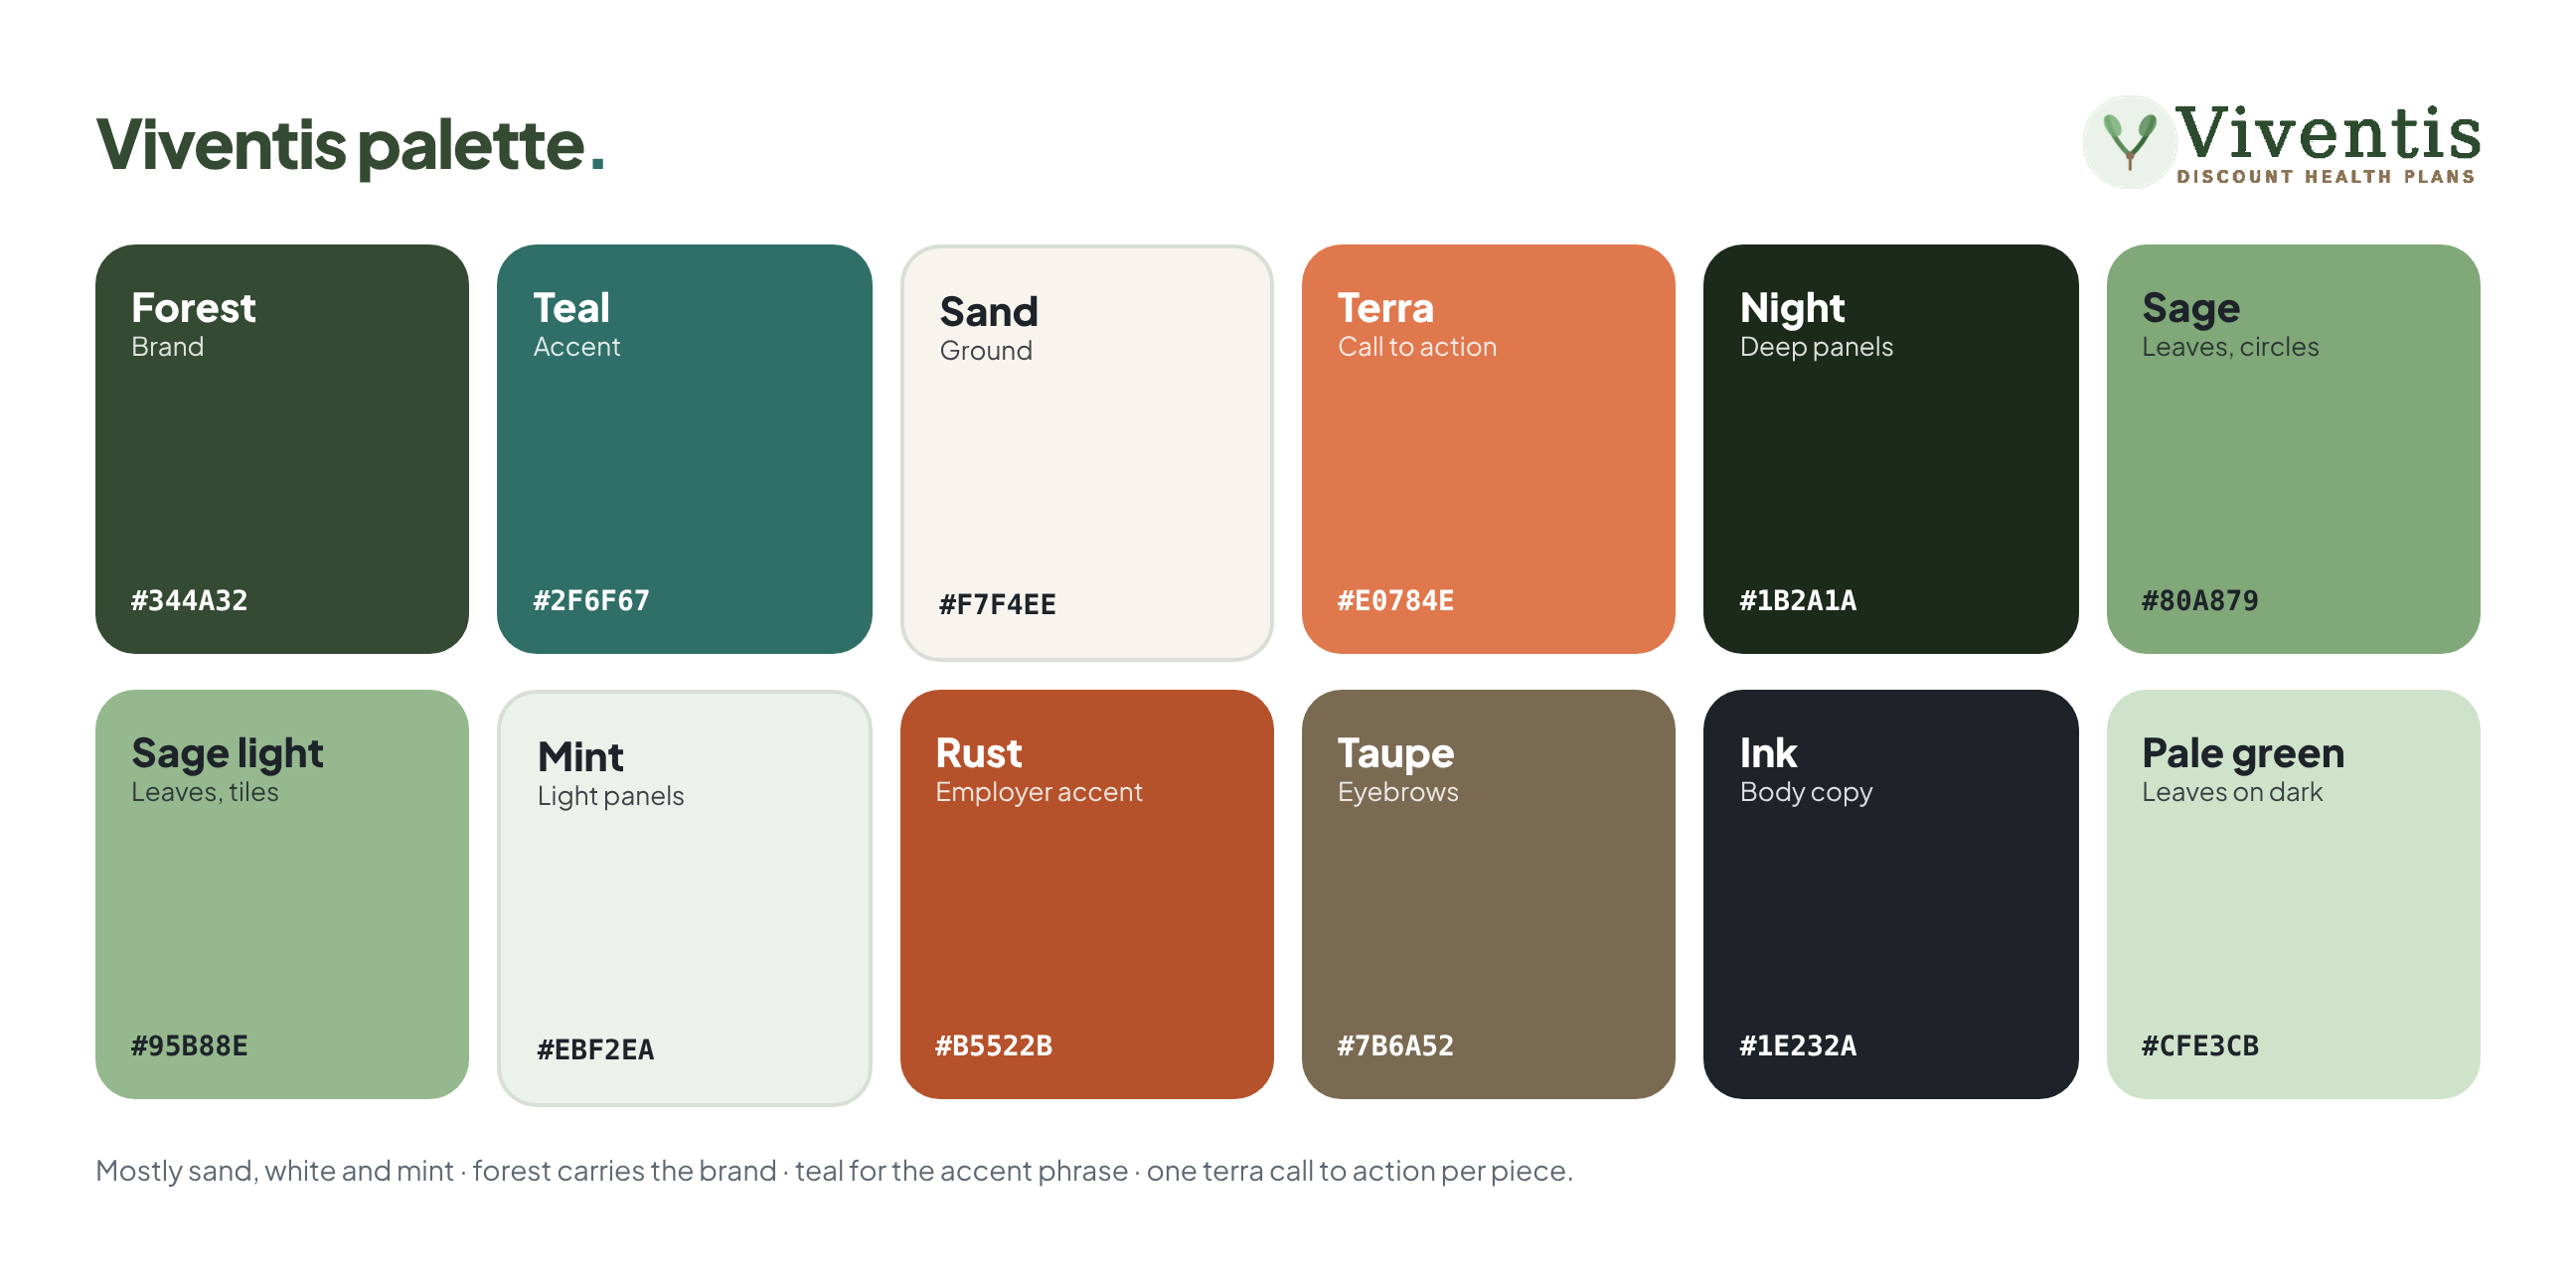 Viventis palette.
Viventis
DISCOUNT HEALTH PLANS
Forest
Brand
#344A32
Teal
Accent
#2F6F67
Sand
Ground
#F7F4EE
Terra
Call to action
#E0784E
Night
Deep panels
#1B2A1A
Sage
Leaves, circles
#80A879
Sage light
Leaves, tiles
#95B88E
Mint
Light panels
#EBF2EA
Rust
Employer accent
#B5522B
Taupe
Eyebrows
#7B6A52
Ink
Body copy
#1E232A
Pale green
Leaves on dark
#CFE3CB
Mostly sand, white and mint · forest carries the brand · teal for the accent phrase · one terra call to action per piece.